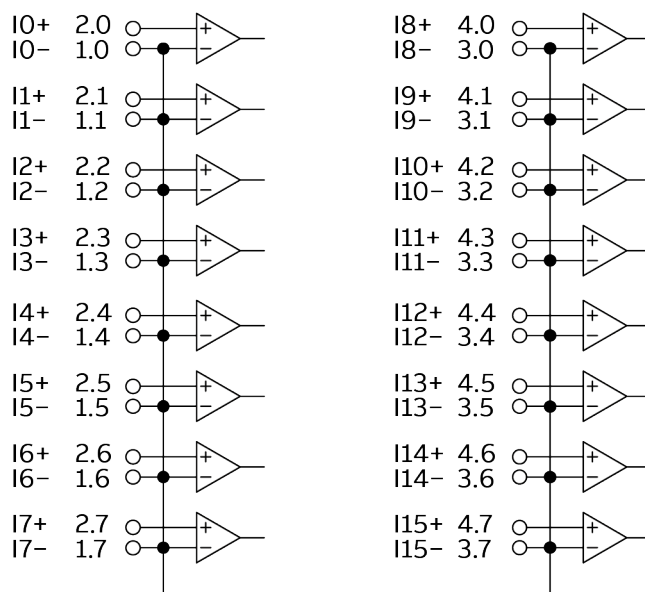 I0+ 2.0
I0− 1.0
I1+ 2.1
I1− 1.1
I2+ 2.2
I2− 1.2
I3+ 2.3
I3− 1.3
I4+ 2.4
I4− 1.4
I5+ 2.5
I5− 1.5
I6+ 2.6
I6− 1.6
I7+ 2.7
I7− 1.7
I8+ 4.0
I8− 3.0
I9+ 4.1
I9− 3.1
I10+ 4.2
I10− 3.2
I11+ 4.3
I11− 3.3
I12+ 4.4
I12− 3.4
I13+ 4.5
I13− 3.5
I14+ 4.6
I14− 3.6
I15+ 4.7
I15− 3.7